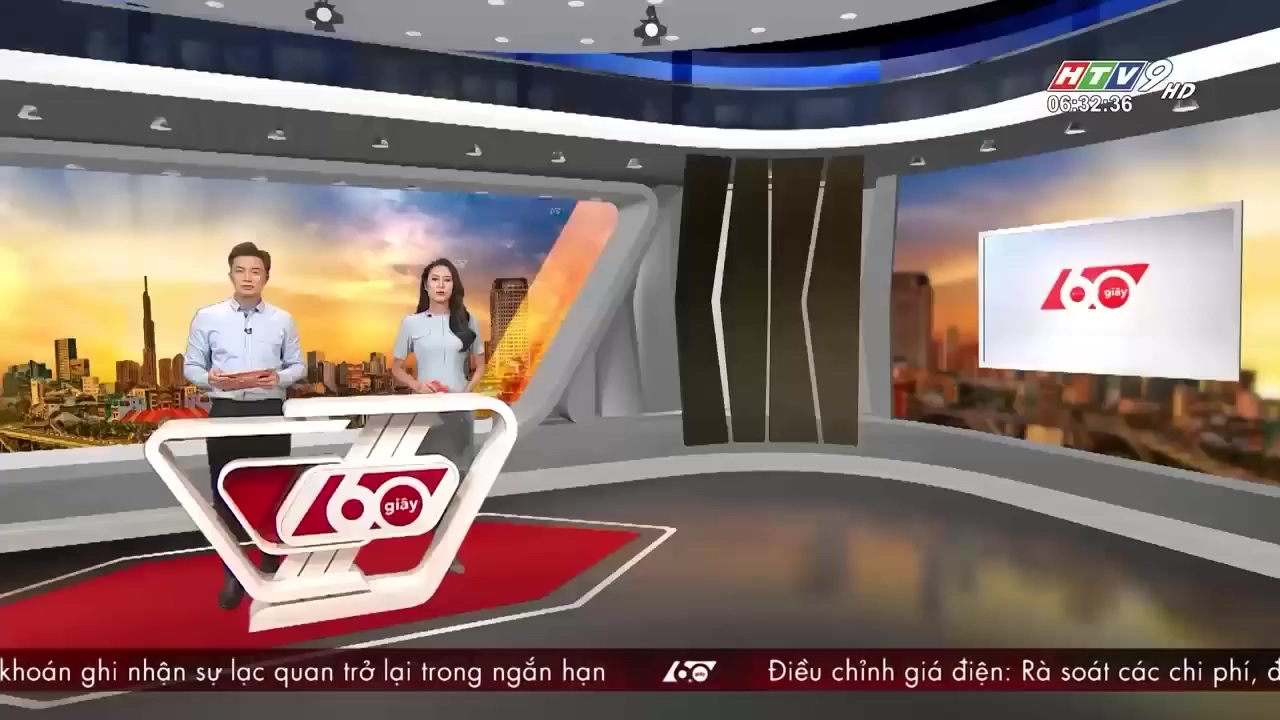 HTV9 HD
06:32:36
60 giây
60 giây
khoán ghi nhận sự lạc quan trở lại trong ngắn hạn 60 giây Điều chỉnh giá điện: Rà soát các chi phí, đ